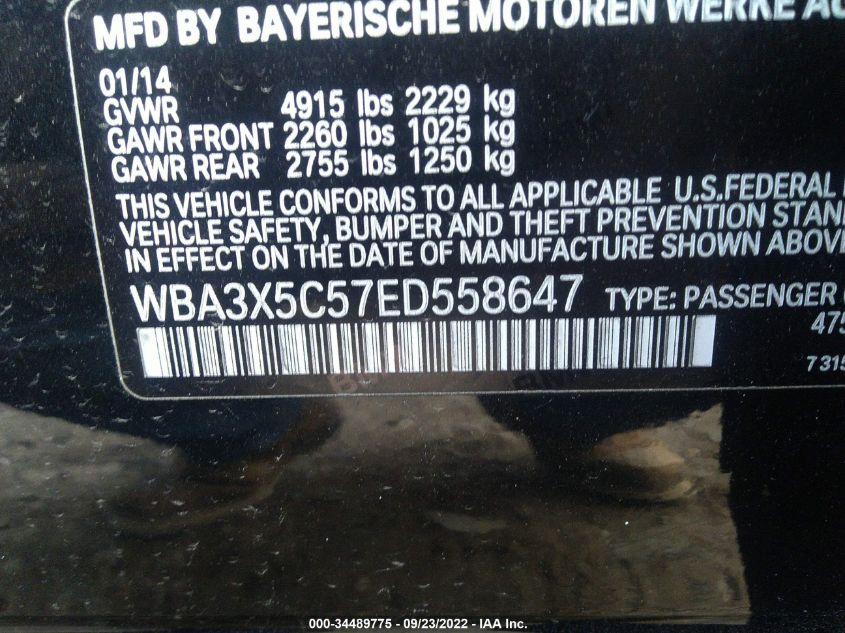 MFD BY BAYERISCHE MOTOREN WERKE AG
01/14
GVWR 4915 lbs 2229 kg
GAWR FRONT 2260 lbs 1025 kg
GAWR REAR 2755 lbs 1250 kg
THIS VEHICLE CONFORMS TO ALL APPLICABLE U.S.FEDERAL
VEHICLE SAFETY, BUMPER AND THEFT PREVENTION STAN
IN EFFECT ON THE DATE OF MANUFACTURE SHOWN ABOV
WBA3X5C57ED558647 TYPE: PASSENGER
475
7 315
000-34489775 - 09/23/2022 - IAA Inc.